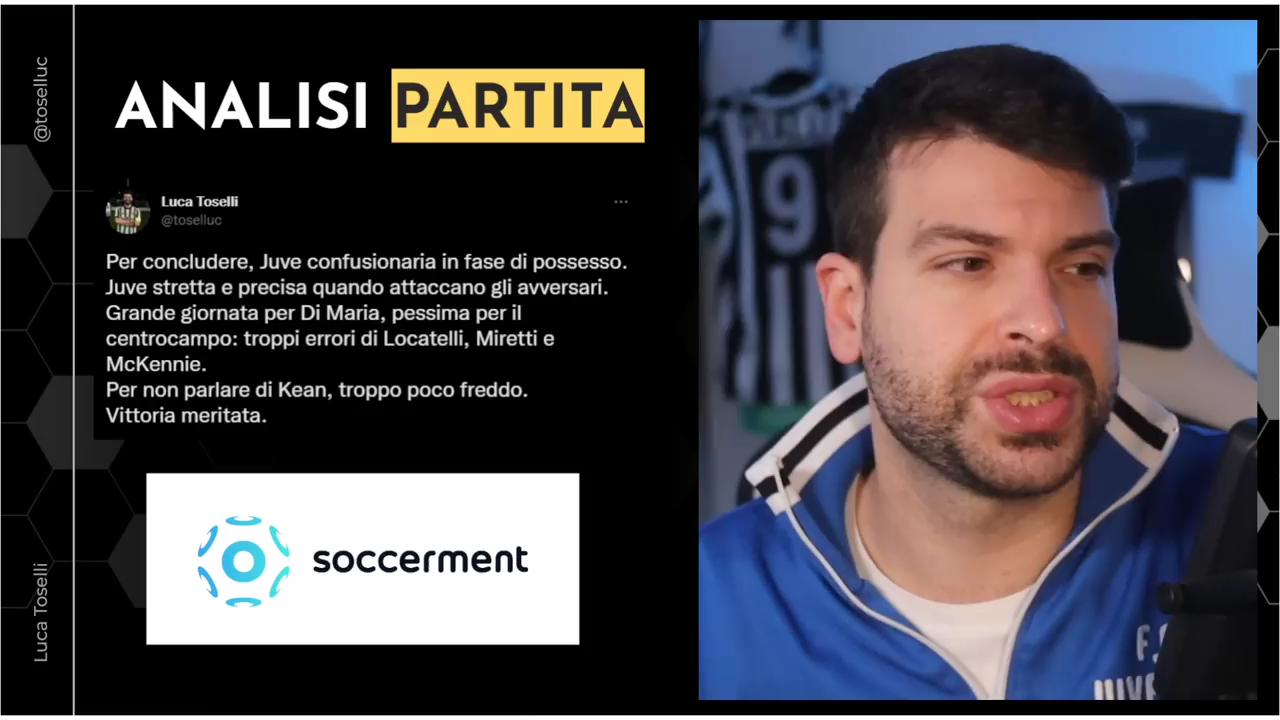 @toselluc
Luca Toselli
ANALISI PARTITA
Luca Toselli
@toselluc
Per concludere, Juve confusionaria in fase di possesso.
Juve stretta e precisa quando attaccano gli avversari.
Grande giornata per Di Maria, pessima per il
centrocampo: troppi errori di Locatelli, Miretti e
McKennie.
Per non parlare di Kean, troppo poco freddo.
Vittoria meritata.
soccerment
9